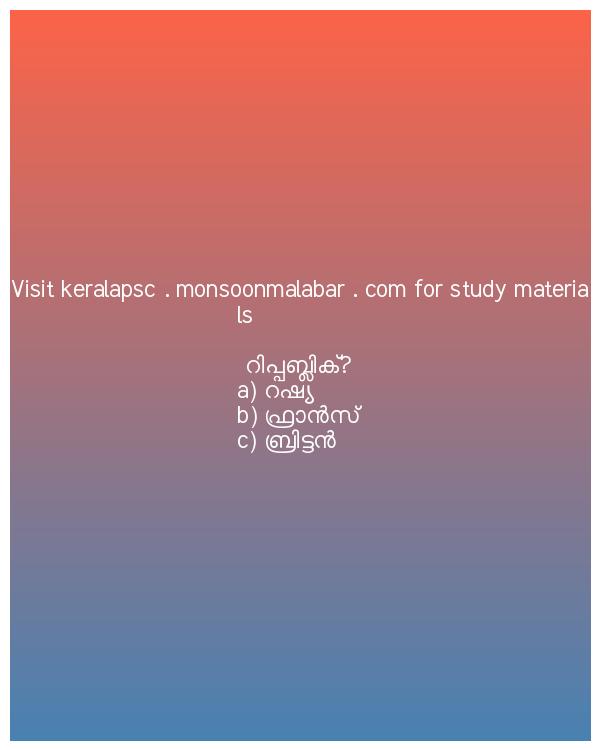 Visit keralapsc . monsoonmalabar . com for study materia
ls
റിപ്പബ്ലിക്?
a) റഷ്യ
b) ഫ്രാൻസ്
c) ബ്രിട്ടൻ